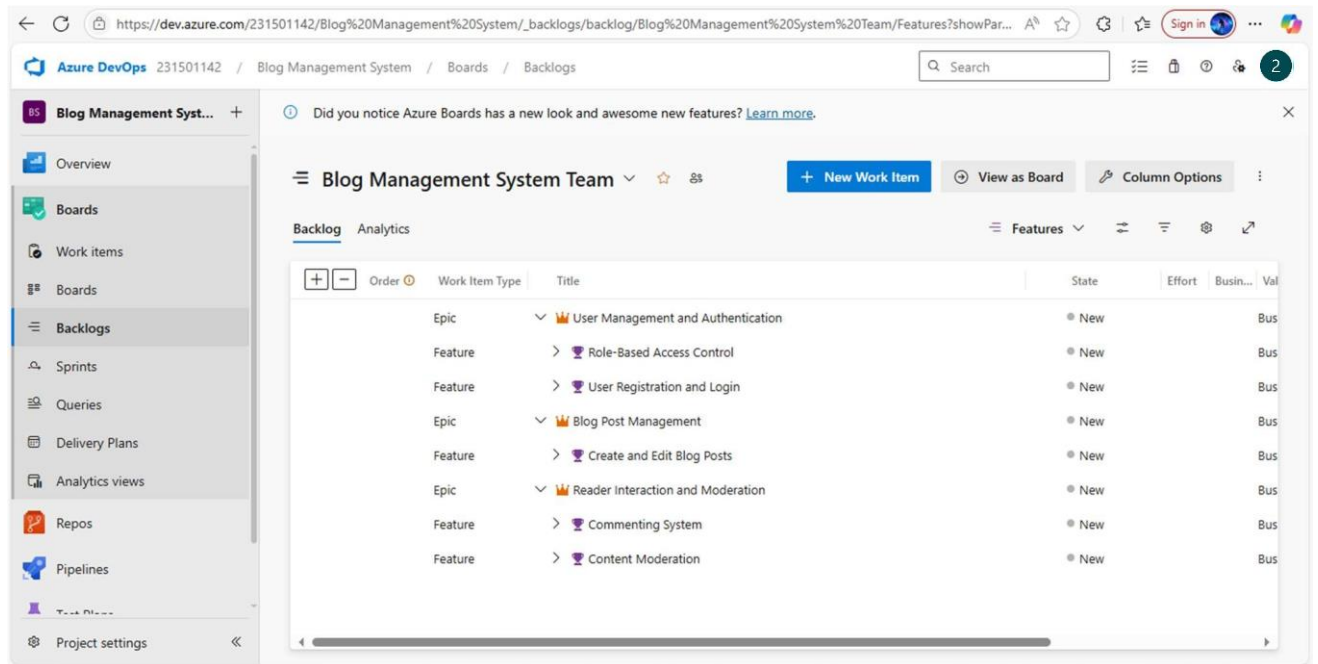 https://dev.azure.com/231501142/Blog%20Management%20System/_backlogs/backlog/Blog%20Management%20System%20Team/Features?showPar... A Sign in ...
Azure DevOps 231501142 / Blog Management System / Boards / Backlogs Search 2
BS Blog Management Syst... +
Did you notice Azure Boards has a new look and awesome new features? Learn more.
Overview
Blog Management System Team + New Work Item View as Board Column Options
Boards
Backlog Analytics Features
Work items
+ − Order Work Item Type Title State Effort Busin... Val
Boards
Epic User Management and Authentication New Bus
Backlogs
Feature Role-Based Access Control New Bus
Sprints
Feature User Registration and Login New Bus
Queries
Epic Blog Post Management New Bus
Delivery Plans
Feature Create and Edit Blog Posts New Bus
Analytics views
Epic Reader Interaction and Moderation New Bus
Repos
Feature Commenting System New Bus
Pipelines
Feature Content Moderation New Bus
Project settings